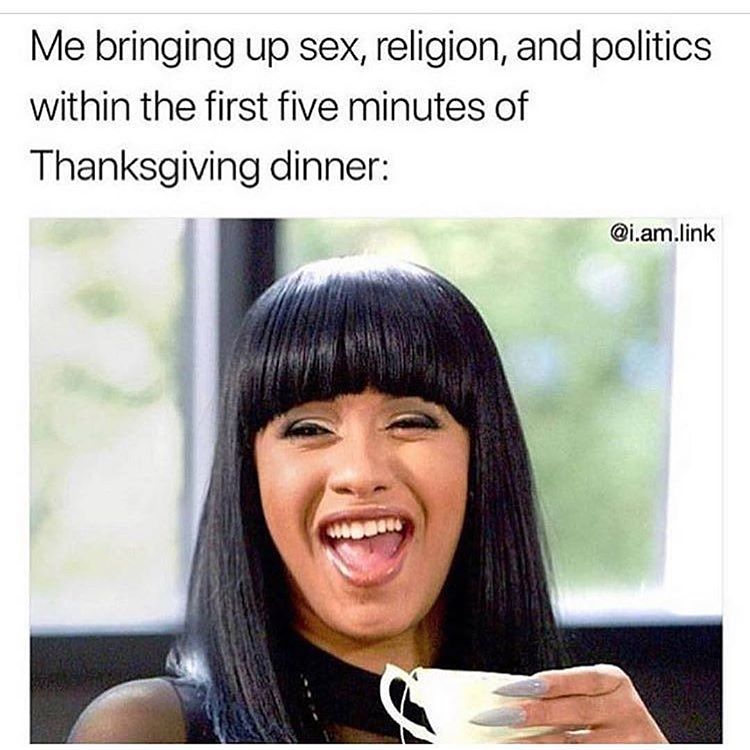 Me bringing up sex, religion, and politics
within the first five minutes of
Thanksgiving dinner:
@i.am.link